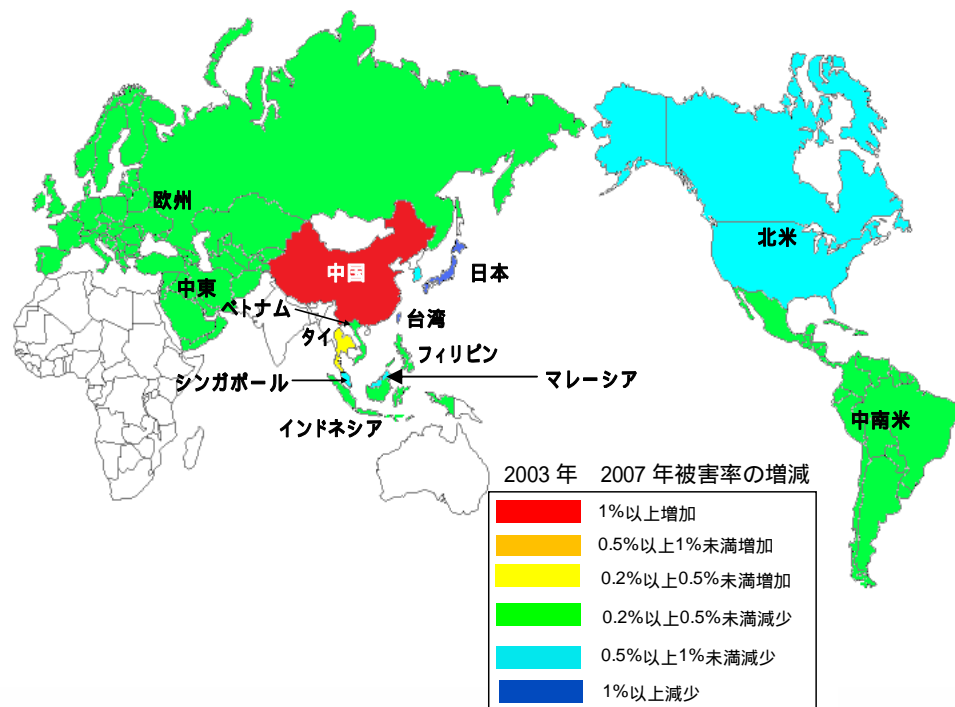 欧州
中国
北米
日本
中東
ベトナム
台湾
タイ
フィリピン
シンガポール
マレーシア
インドネシア
中南米
2003 年 2007 年被害率の増減
1%以上増加
0.5%以上1%未満増加
0.2%以上0.5%未満増加
0.2%以上0.5%未満減少
0.5%以上1%未満減少
1%以上減少